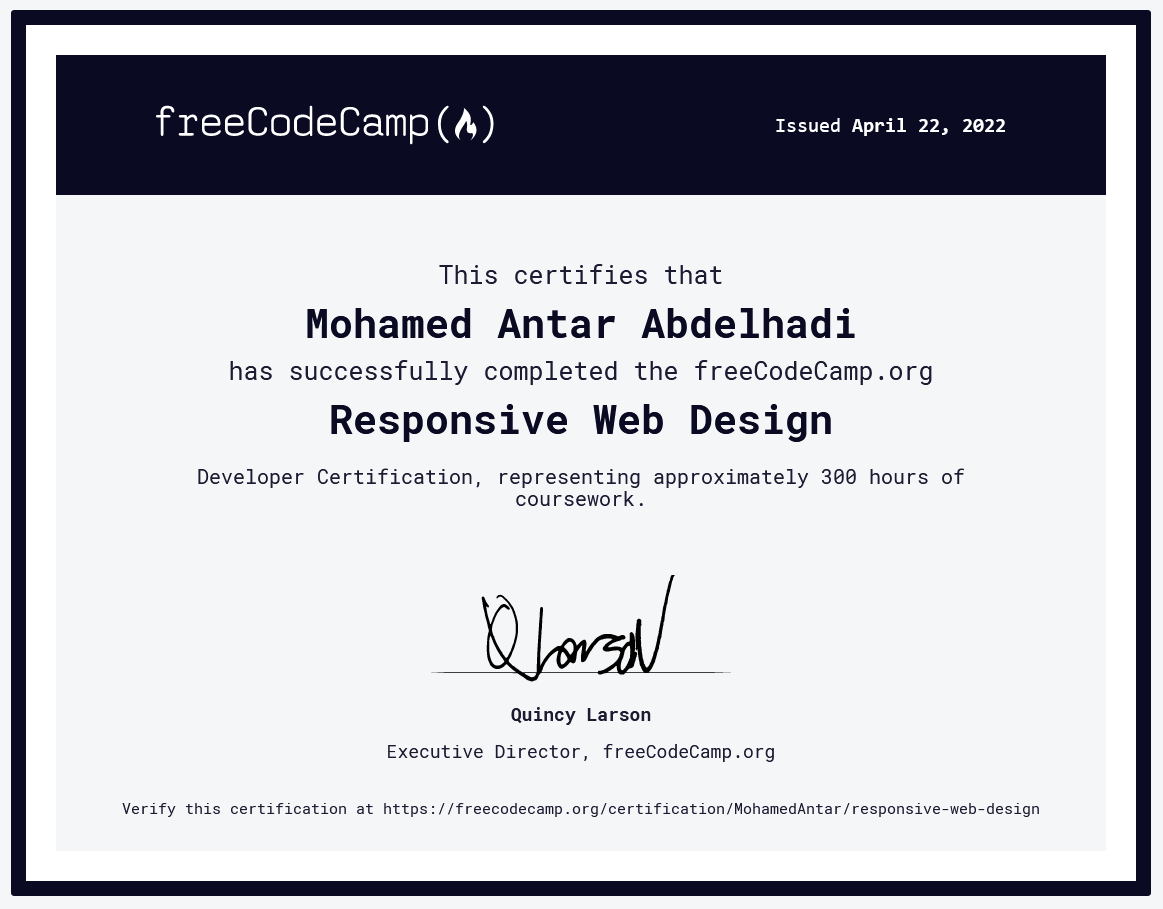 freeCodeCamp(🔥)
Issued April 22, 2022
This certifies that
Mohamed Antar Abdelhadi
has successfully completed the freeCodeCamp.org
Responsive Web Design
Developer Certification, representing approximately 300 hours of
coursework.
Q Larson
Quincy Larson
Executive Director, freeCodeCamp.org
Verify this certification at https://freecodecamp.org/certification/MohamedAntar/responsive-web-design